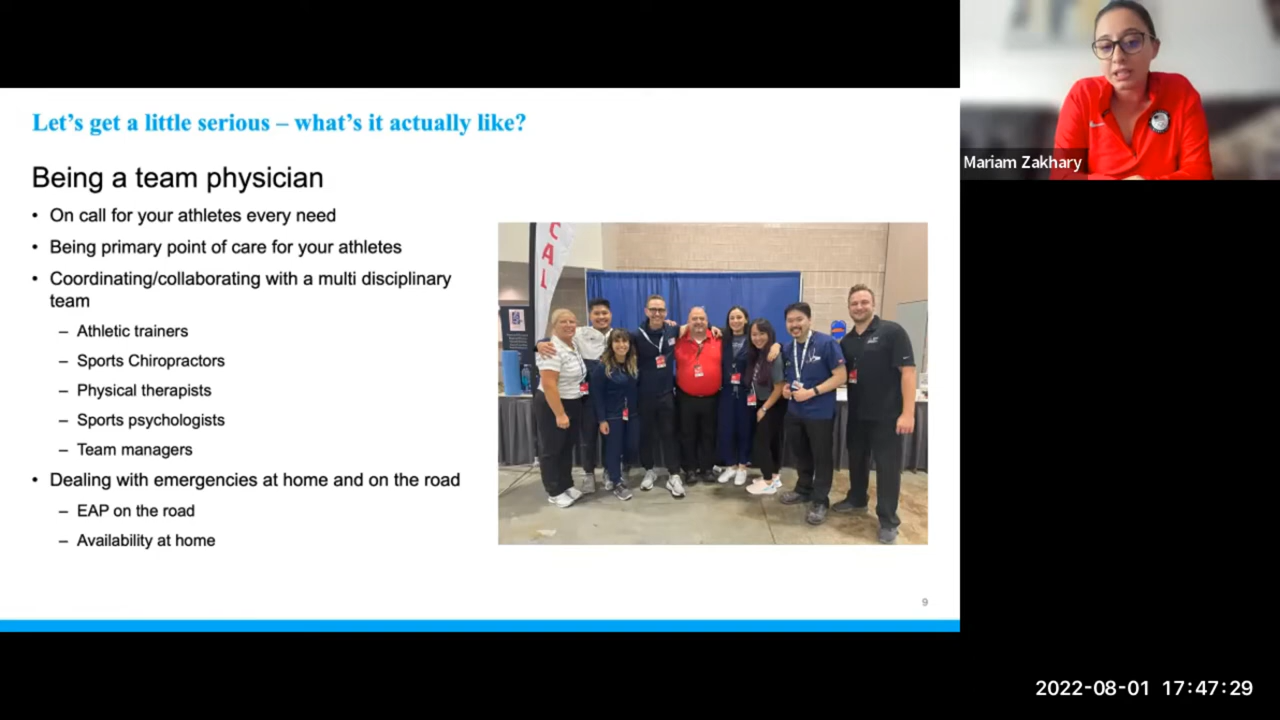 Let's get a little serious – what's it actually like?
Being a team physician
• On call for your athletes every need
• Being primary point of care for your athletes
• Coordinating/collaborating with a multi disciplinary
team
– Athletic trainers
– Sports Chiropractors
– Physical therapists
– Sports psychologists
– Team managers
• Dealing with emergencies at home and on the road
– EAP on the road
– Availability at home
CAL
9
Mariam Zakhary
2022-08-01 17:47:29